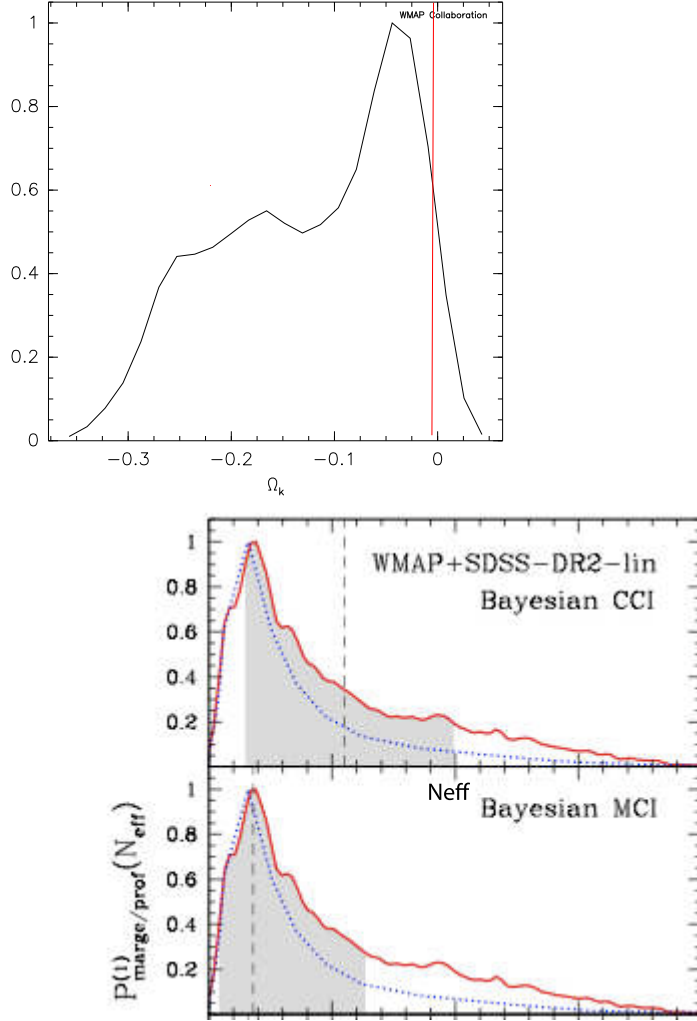 WMAP Collaboration
1
0.8
0.6
0.4
0.2
0
−0.3
−0.2
−0.1
0
Ωₖ
1
0.8
0.6
0.4
0.2
WMAP+SDSS−DR2−lin
Bayesian CCI
Neff
Bayesian MCI
1
0.8
0.6
0.4
0.2
P⁽¹⁾marge/prof(Neff)